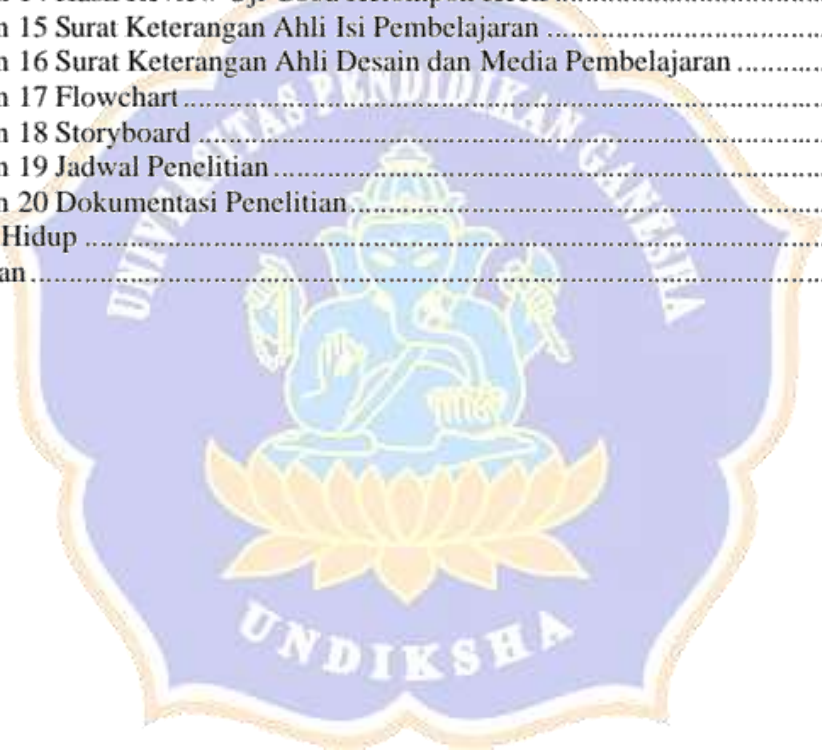 n 15 Surat Keterangan Ahli Isi Pembelajaran ........................................
n 16 Surat Keterangan Ahli Desain dan Media Pembelajaran ............
n 17 Flowchart ........................................
n 18 Storyboard ........................................
n 19 Jadwal Penelitian ........................................
n 20 Dokumentasi Penelitian ........................................
Hidup ........................................
an ........................................
UNIVERSITAS PENDIDIKAN GANESHA
UNDIKSHA